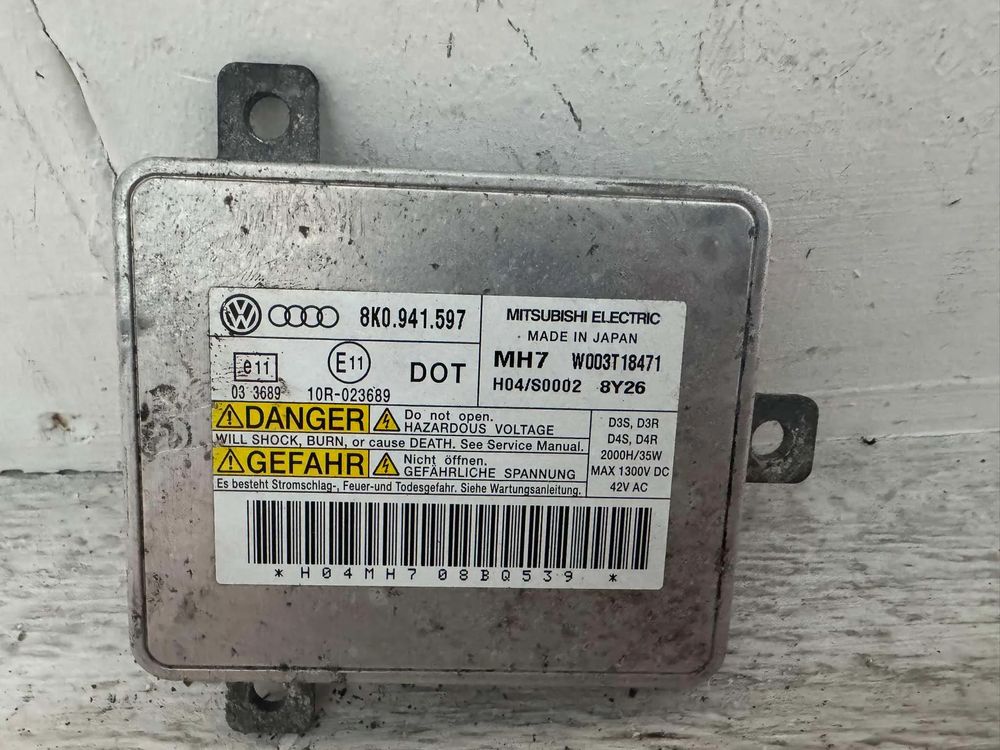 8K0.941.597
MITSUBISHI ELECTRIC
MADE IN JAPAN
MH7 W003T18471
H04/S0002 8Y26
e11
03 3689
E11
10R-023689
DOT
DANGER
Do not open.
HAZARDOUS VOLTAGE
WILL SHOCK, BURN, or cause DEATH. See Service Manual.
GEFAHR
Nicht öffnen.
GEFÄHRLICHE SPANNUNG
Es besteht Stromschlag-, Feuer-und Todesgefahr. Siehe Wartungsanleitung.
D3S, D3R
D4S, D4R
2000H/35W
MAX 1300V DC
42V AC
*H04MH708BQ539*